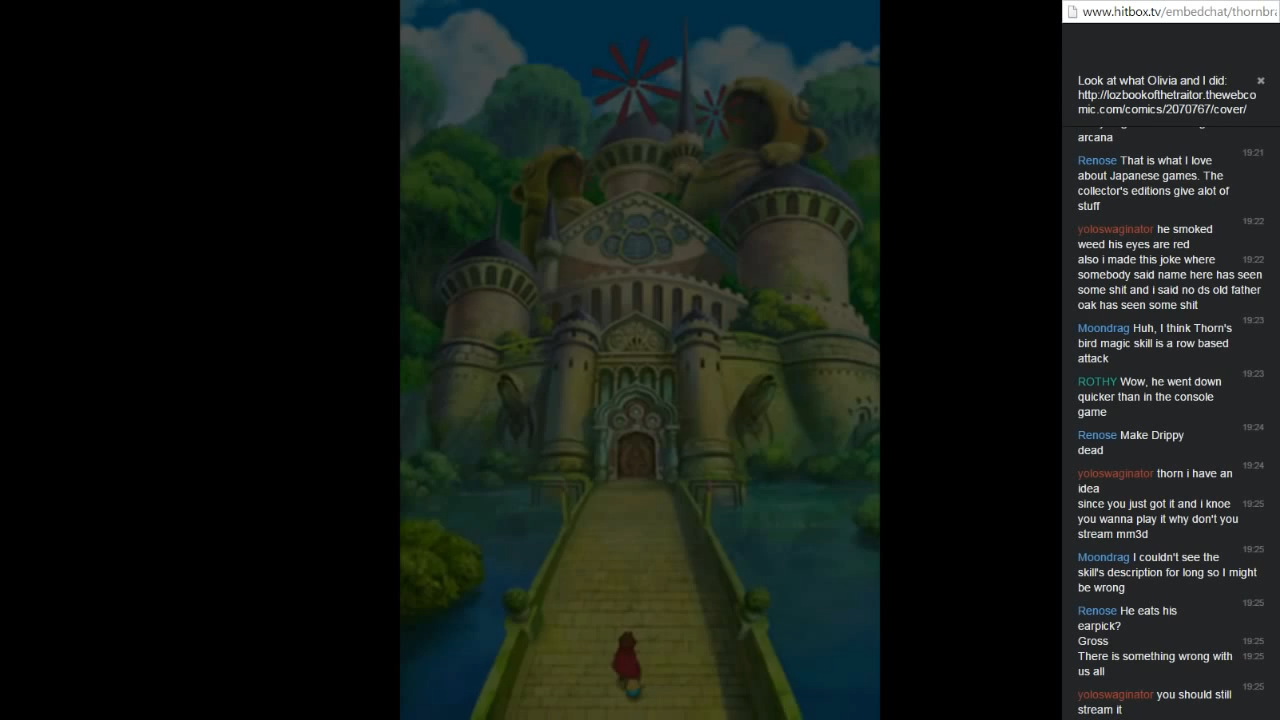 www.hitbox.tv/embedchat/thornbra
Look at what Olivia and I did:
http://lozbookofthetraitor.thewebco
mic.com/comics/2070767/cover/
arcana
19:21
Renose That is what I love
about Japanese games. The
collector's editions give alot of
stuff
19:22
yoloswaginator he smoked
weed his eyes are red
also i made this joke where 19:22
somebody said name here has seen
some shit and i said no ds old father
oak has seen some shit
19:23
Moondrag Huh, I think Thorn's
bird magic skill is a row based
attack
19:23
ROTHY Wow, he went down
quicker than in the console
game
19:24
Renose Make Drippy
dead
19:24
yoloswaginator thorn i have an
idea
since you just got it and i knoe 19:25
you wanna play it why don't you
stream mm3d
19:25
Moondrag I couldn't see the
skill's description for long so I might
be wrong
19:25
Renose He eats his
earpick?
Gross 19:25
There is something wrong with 19:25
us all
19:25
yoloswaginator you should still
stream it